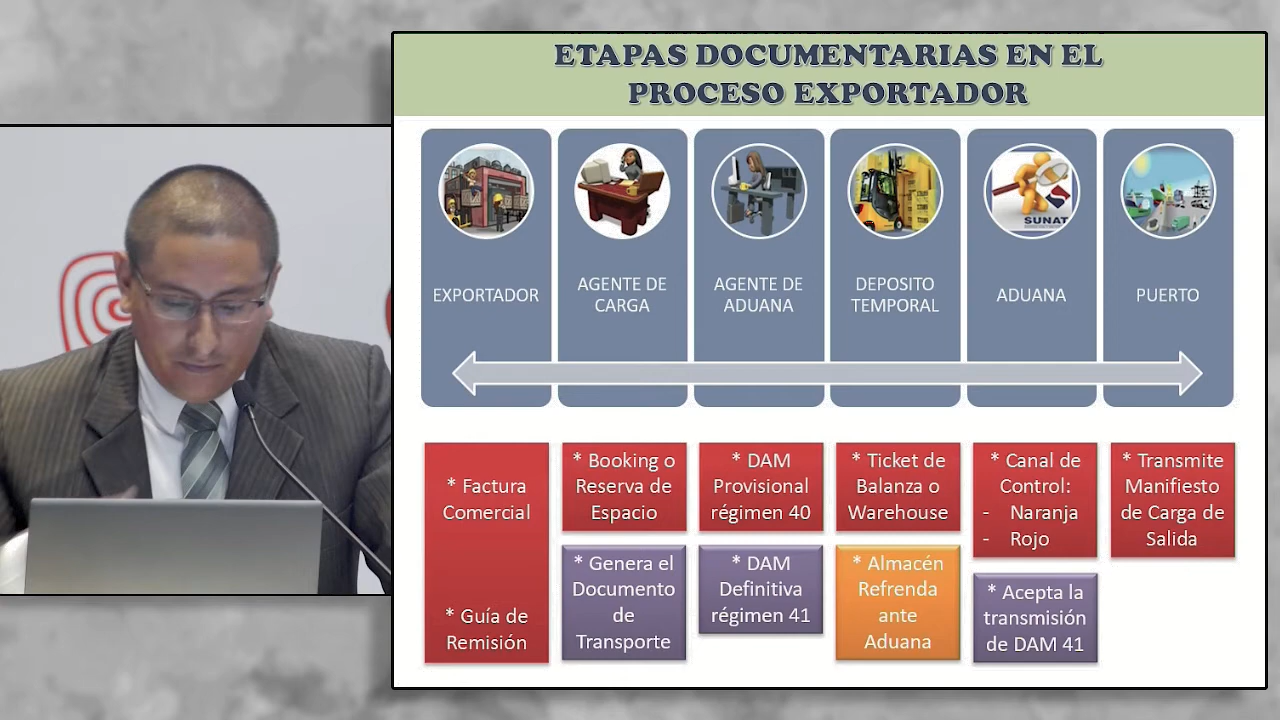 ETAPAS DOCUMENTARIAS EN EL
PROCESO EXPORTADOR
EXPORTADOR
AGENTE DE
CARGA
AGENTE DE
ADUANA
DEPOSITO
TEMPORAL
SUNAT
ADUANA
PUERTO
* Factura
Comercial
* Guía de
Remisión
* Booking o
Reserva de
Espacio
* Genera el
Documento
de
Transporte
* DAM
Provisional
régimen 40
* DAM
Definitiva
régimen 41
* Ticket de
Balanza o
Warehouse
* Almacén
Refrenda
ante
Aduana
* Canal de
Control:
- Naranja
- Rojo
* Acepta la
transmisión
de DAM 41
* Transmite
Manifiesto
de Carga de
Salida